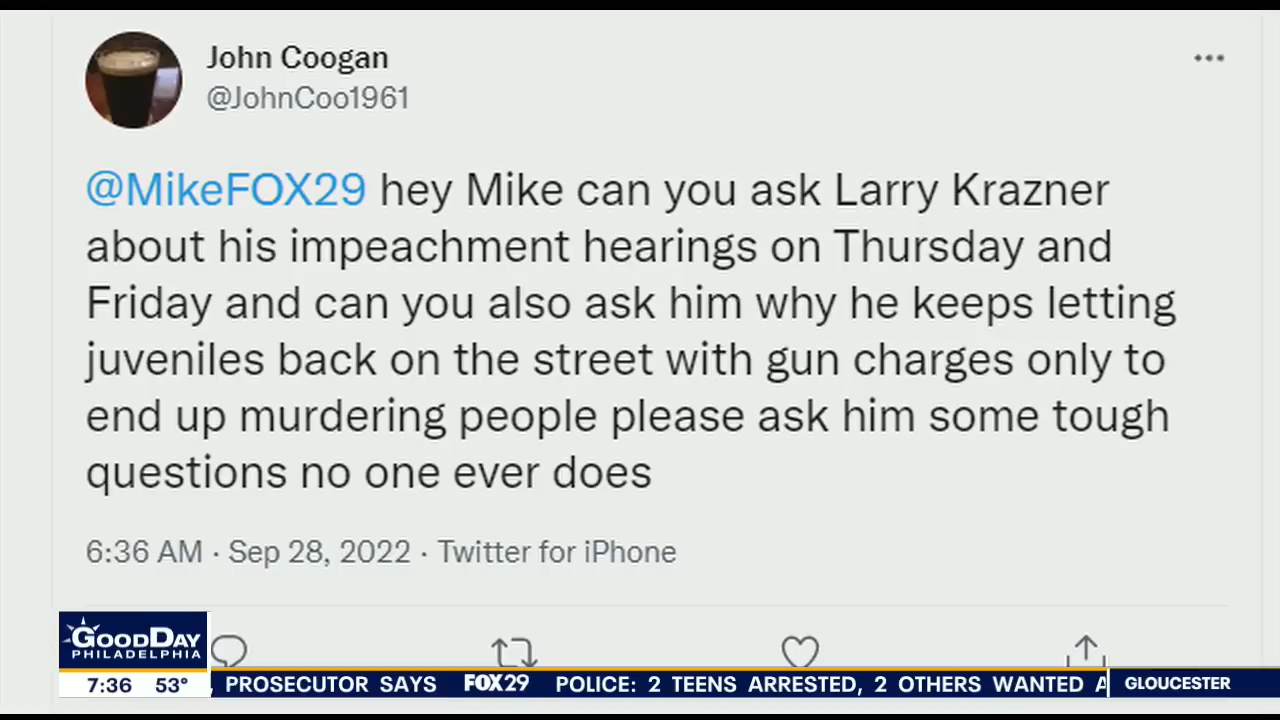 John Coogan
@JohnCoo1961
@MikeFOX29 hey Mike can you ask Larry Krazner
about his impeachment hearings on Thursday and
Friday and can you also ask him why he keeps letting
juveniles back on the street with gun charges only to
end up murdering people please ask him some tough
questions no one ever does
6:36 AM · Sep 28, 2022 · Twitter for iPhone
GOODDAY
PHILADELPHIA
7:36 53° , PROSECUTOR SAYS FOX29 POLICE: 2 TEENS ARRESTED, 2 OTHERS WANTED GLOUCESTER